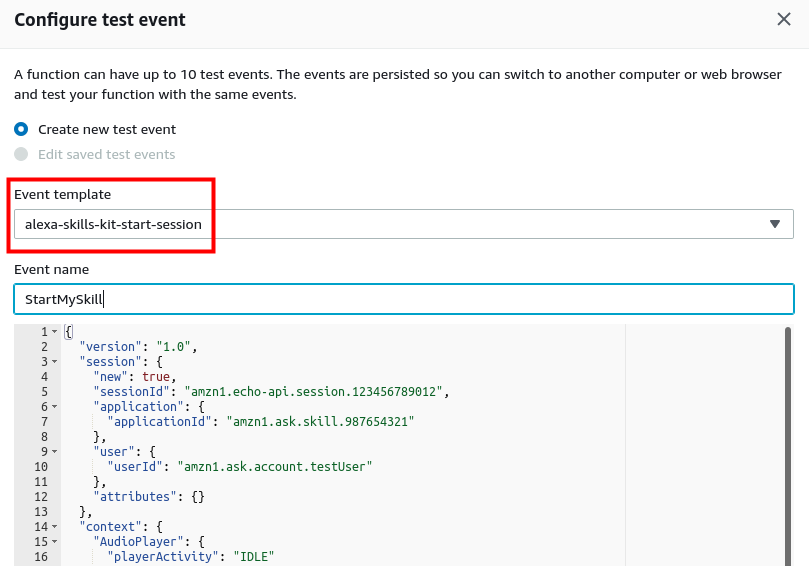 Configure test event
A function can have up to 10 test events. The events are persisted so you can switch to another computer or web browser
and test your function with the same events.
Create new test event
Edit saved test events
Event template
alexa-skills-kit-start-session
Event name
StartMySkill
1 {
2 "version": "1.0",
3 "session": {
4 "new": true,
5 "sessionId": "amzn1.echo-api.session.123456789012",
6 "application": {
7 "applicationId": "amzn1.ask.skill.987654321"
8 },
9 "user": {
10 "userId": "amzn1.ask.account.testUser"
11 },
12 "attributes": {}
13 },
14 "context": {
15 "AudioPlayer": {
16 "playerActivity": "IDLE"